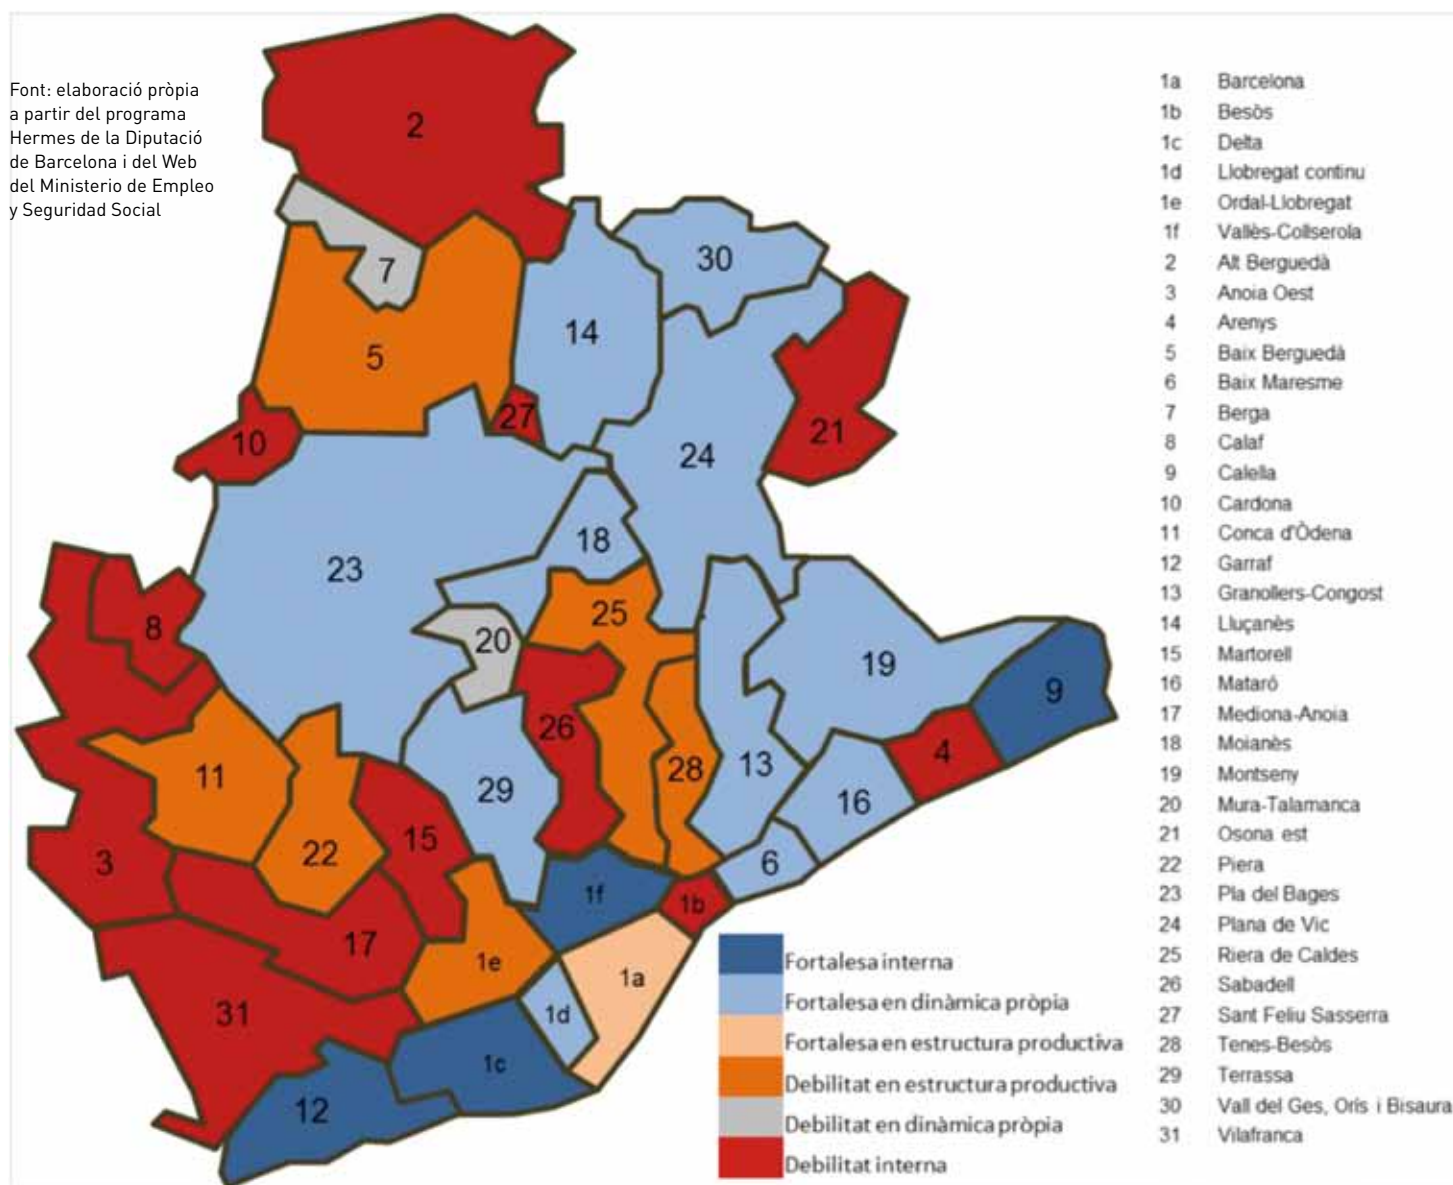 Font: elaboració pròpia
a partir del programa
Hermes de la Diputació
de Barcelona i del Web
del Ministerio de Empleo
y Seguridad Social
2
7
30
14
5
27
10
21
24
18
23
25
20
8
19
9
26
4
11
13
28
29
16
22
15
3
6
1f
1b
17
1e
1a
31
1d
1c
12
1a Barcelona
1b Besòs
1c Delta
1d Llobregat continu
1e Ordal-Llobregat
1f Vallès-Collserola
2 Alt Berguedà
3 Anoia Oest
4 Arenys
5 Baix Berguedà
6 Baix Maresme
7 Berga
8 Calaf
9 Calella
10 Cardona
11 Conca d'Òdena
12 Garraf
13 Granollers-Congost
14 Lluçanès
15 Martorell
16 Mataró
17 Mediona-Anoia
18 Moianès
19 Montseny
20 Mura-Talamanca
21 Osona est
22 Piera
23 Pla del Bages
24 Plana de Vic
25 Riera de Caldes
26 Sabadell
27 Sant Feliu Sasserra
28 Tenes-Besòs
29 Terrassa
30 Vall del Ges, Orís i Bisaura
31 Vilafranca
Fortalesa interna
Fortalesa en dinàmica pròpia
Fortalesa en estructura productiva
Debilitat en estructura productiva
Debilitat en dinàmica pròpia
Debilitat interna